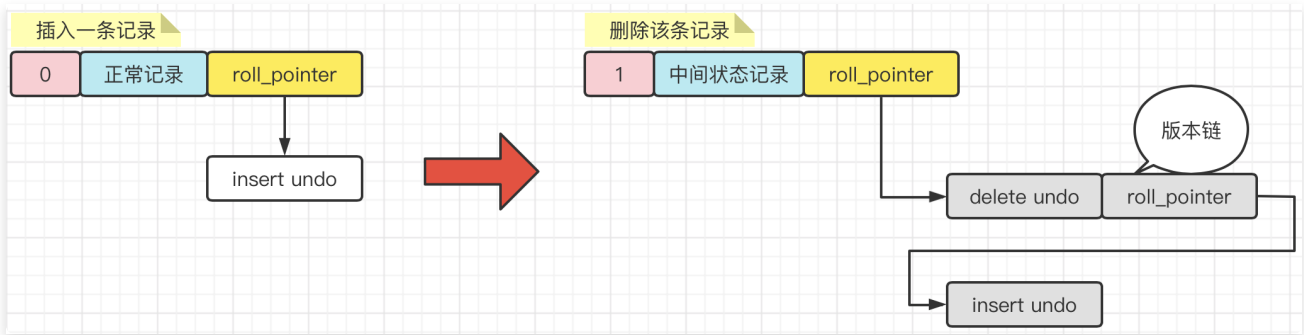 插入一条记录
0 正常记录 roll_pointer
insert undo
删除该条记录
1 中间状态记录 roll_pointer
版本链
delete undo roll_pointer
insert undo